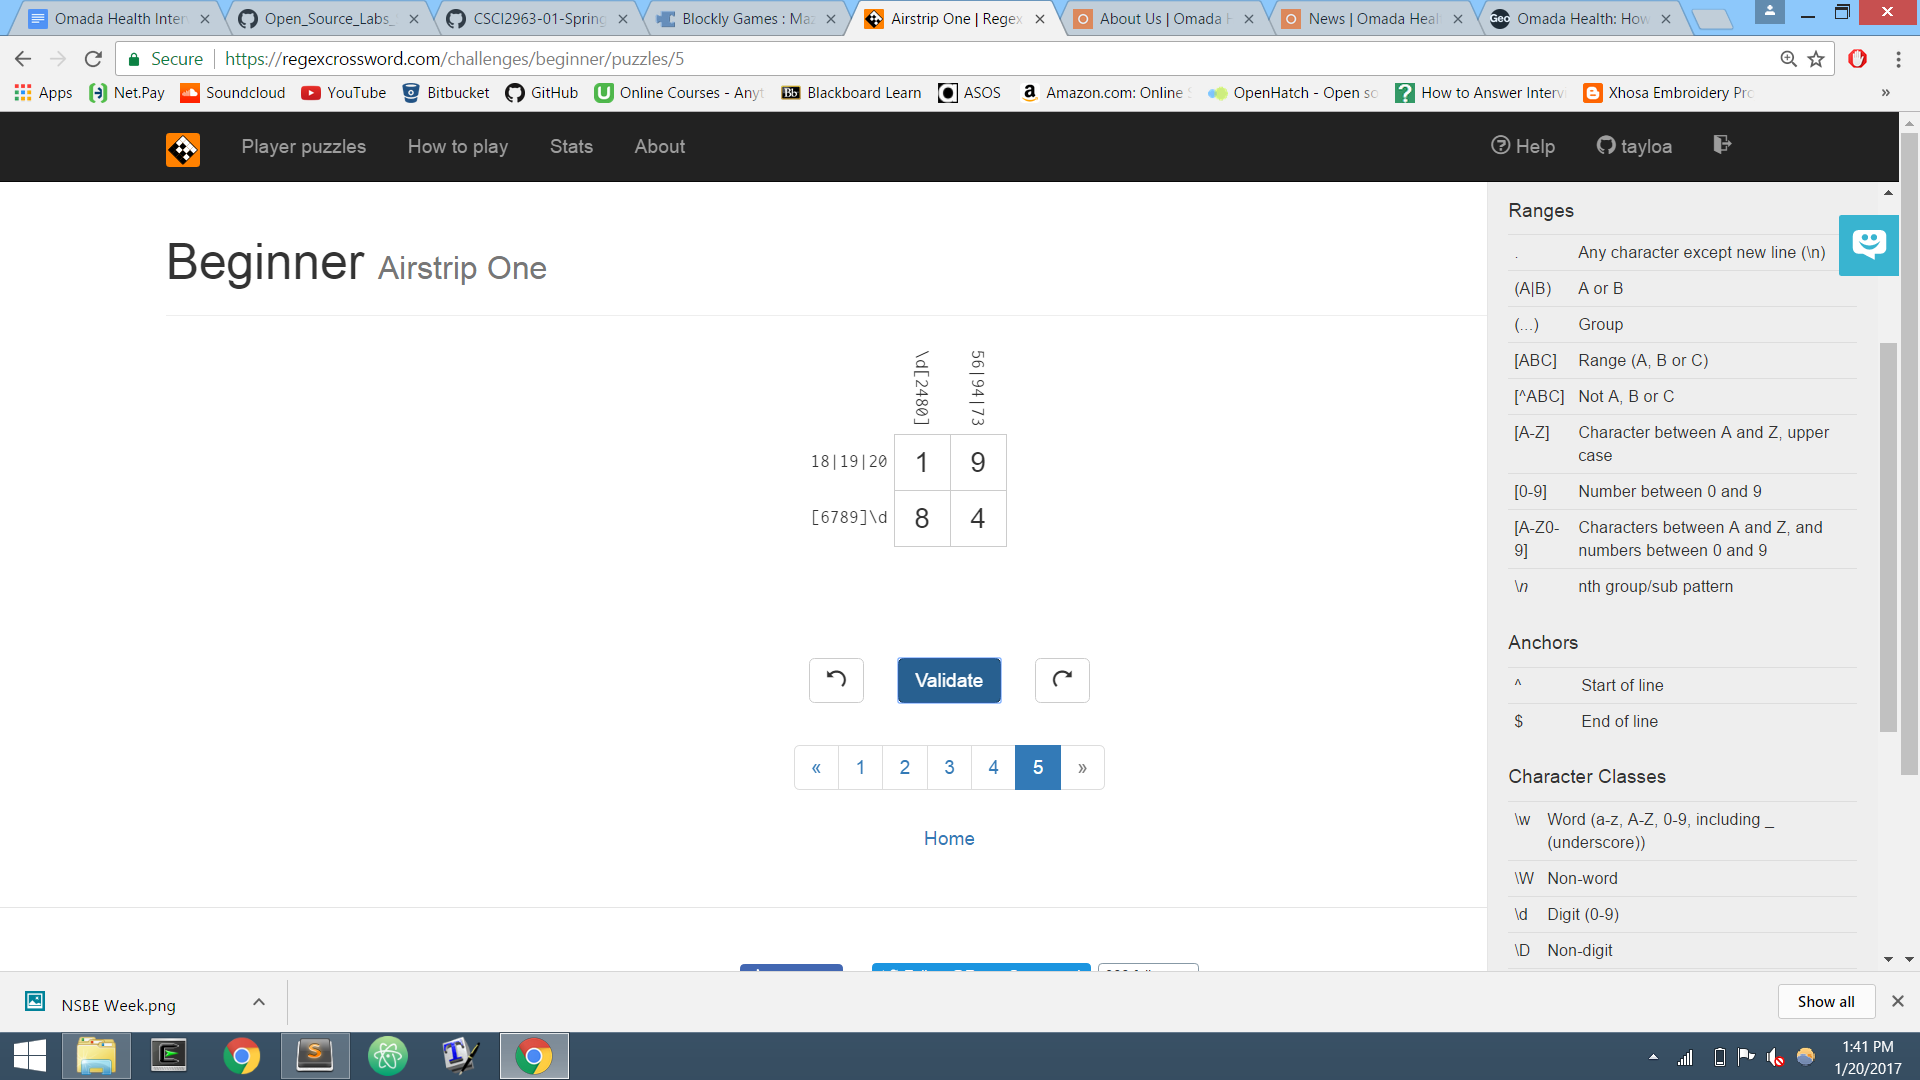 Omada Health Inter
Open_Source_Labs_
CSCI2963-01-Spring
Blockly Games : Maz
Airstrip One | Regex
About Us | Omada H
News | Omada Heal
Geo Omada Health: How
Secure https://regexcrossword.com/challenges/beginner/puzzles/5
Apps Net.Pay Soundcloud YouTube Bitbucket GitHub Online Courses - Anyt Bb Blackboard Learn ASOS Amazon.com: Online S OpenHatch - Open so How to Answer Interv Xhosa Embroidery Pro »
Player puzzles How to play Stats About Help tayloa
Beginner Airstrip One
\d[2480]
56|94|73
18|19|20 1 9
[6789]\d 8 4
Validate
« 1 2 3 4 5 »
Home
Ranges
. Any character except new line (\n)
(A|B) A or B
(...) Group
[ABC] Range (A, B or C)
[^ABC] Not A, B or C
[A-Z] Character between A and Z, upper
case
[0-9] Number between 0 and 9
[A-Z0- Characters between A and Z, and
9] numbers between 0 and 9
\n nth group/sub pattern
Anchors
^ Start of line
$ End of line
Character Classes
\w Word (a-z, A-Z, 0-9, including _
(underscore))
\W Non-word
\d Digit (0-9)
\D Non-digit
NSBE Week.png
Show all
1:41 PM
1/20/2017